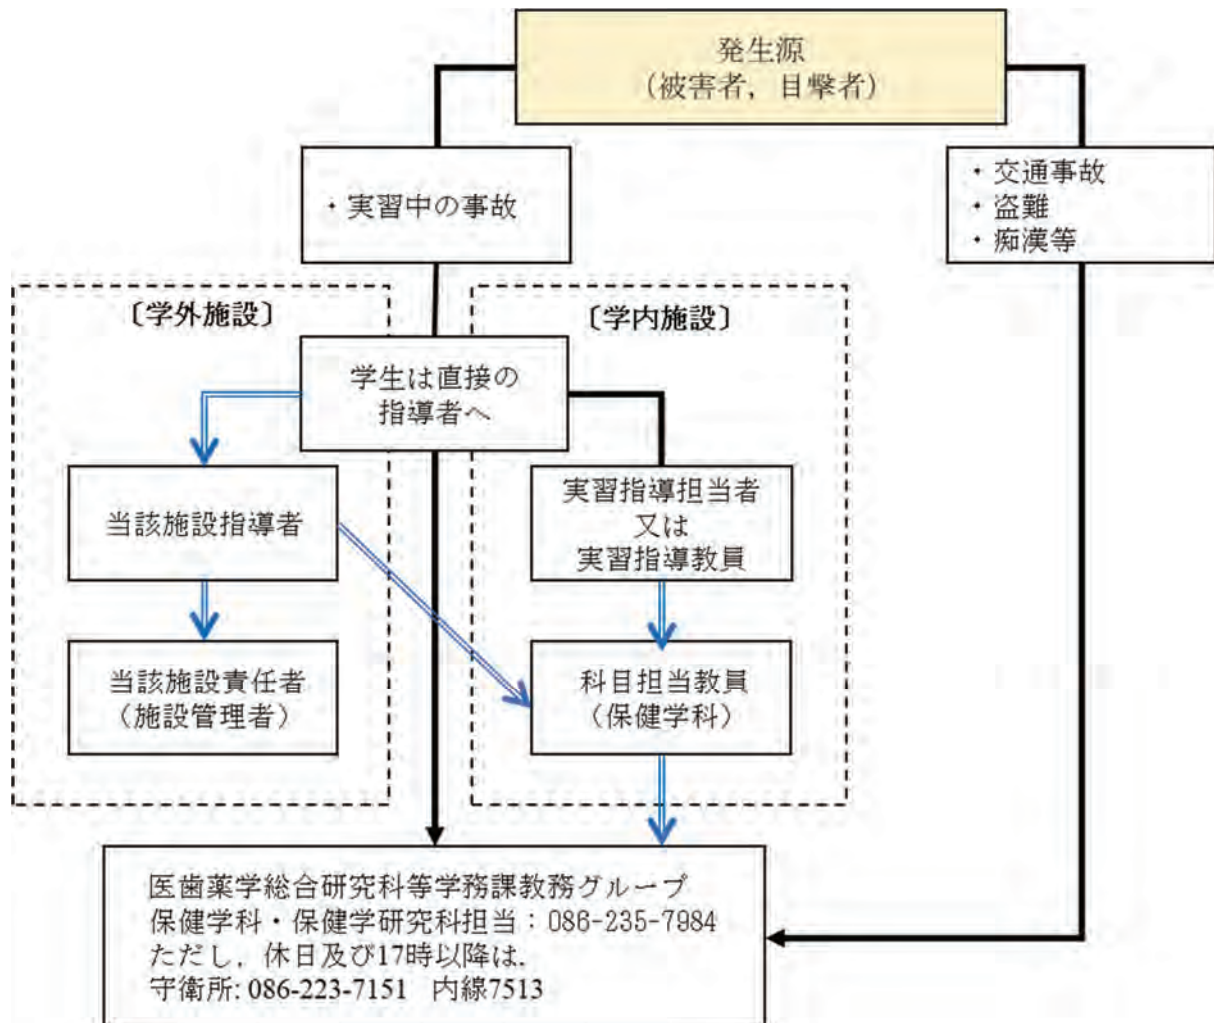 発生源
（被害者，目撃者）
・実習中の事故
・交通事故
・盗難
・痴漢等
〔学外施設〕
〔学内施設〕
学生は直接の
指導者へ
当該施設指導者
実習指導担当者
又は
実習指導教員
当該施設責任者
（施設管理者）
科目担当教員
（保健学科）
医歯薬学総合研究科等学務課教務グループ
保健学科・保健学研究科担当：086-235-7984
ただし，休日及び17時以降は，
守衛所: 086-223-7151　内線7513